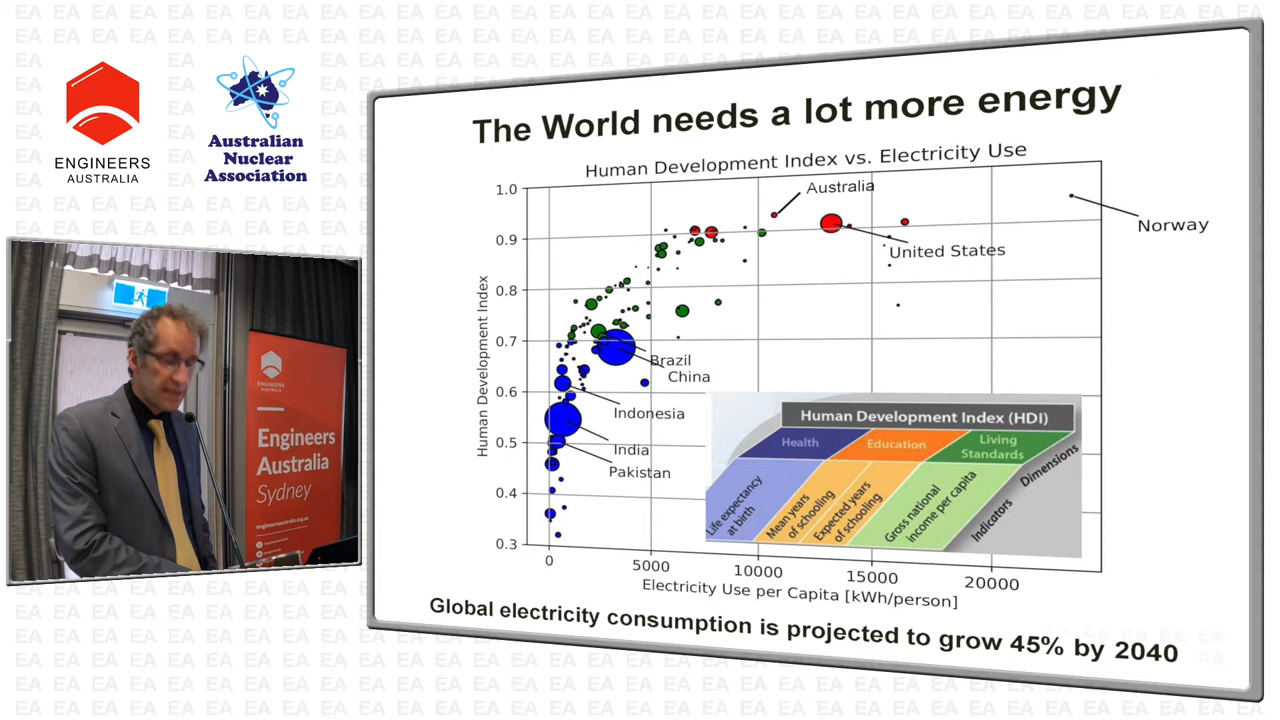 ENGINEERS
AUSTRALIA
Australian
Nuclear
Association
The World needs a lot more energy
Human Development Index vs. Electricity Use
Human Development Index
1.0
0.9
0.8
0.7
0.6
0.5
0.4
0.3
Australia
Norway
United States
Brazil
China
Indonesia
India
Pakistan
Human Development Index (HDI)
Health
Education
Living
Standards
Dimensions
Life expectancy
at birth
Mean years
of schooling
Expected years
of schooling
Gross national
income per capita
Indicators
0
5000
10000
15000
20000
Electricity Use per Capita [kWh/person]
Global electricity consumption is projected to grow 45% by 2040
ENGINEERS
AUSTRALIA
Engineers
Australia
Sydney
engineersaustralia.org.au